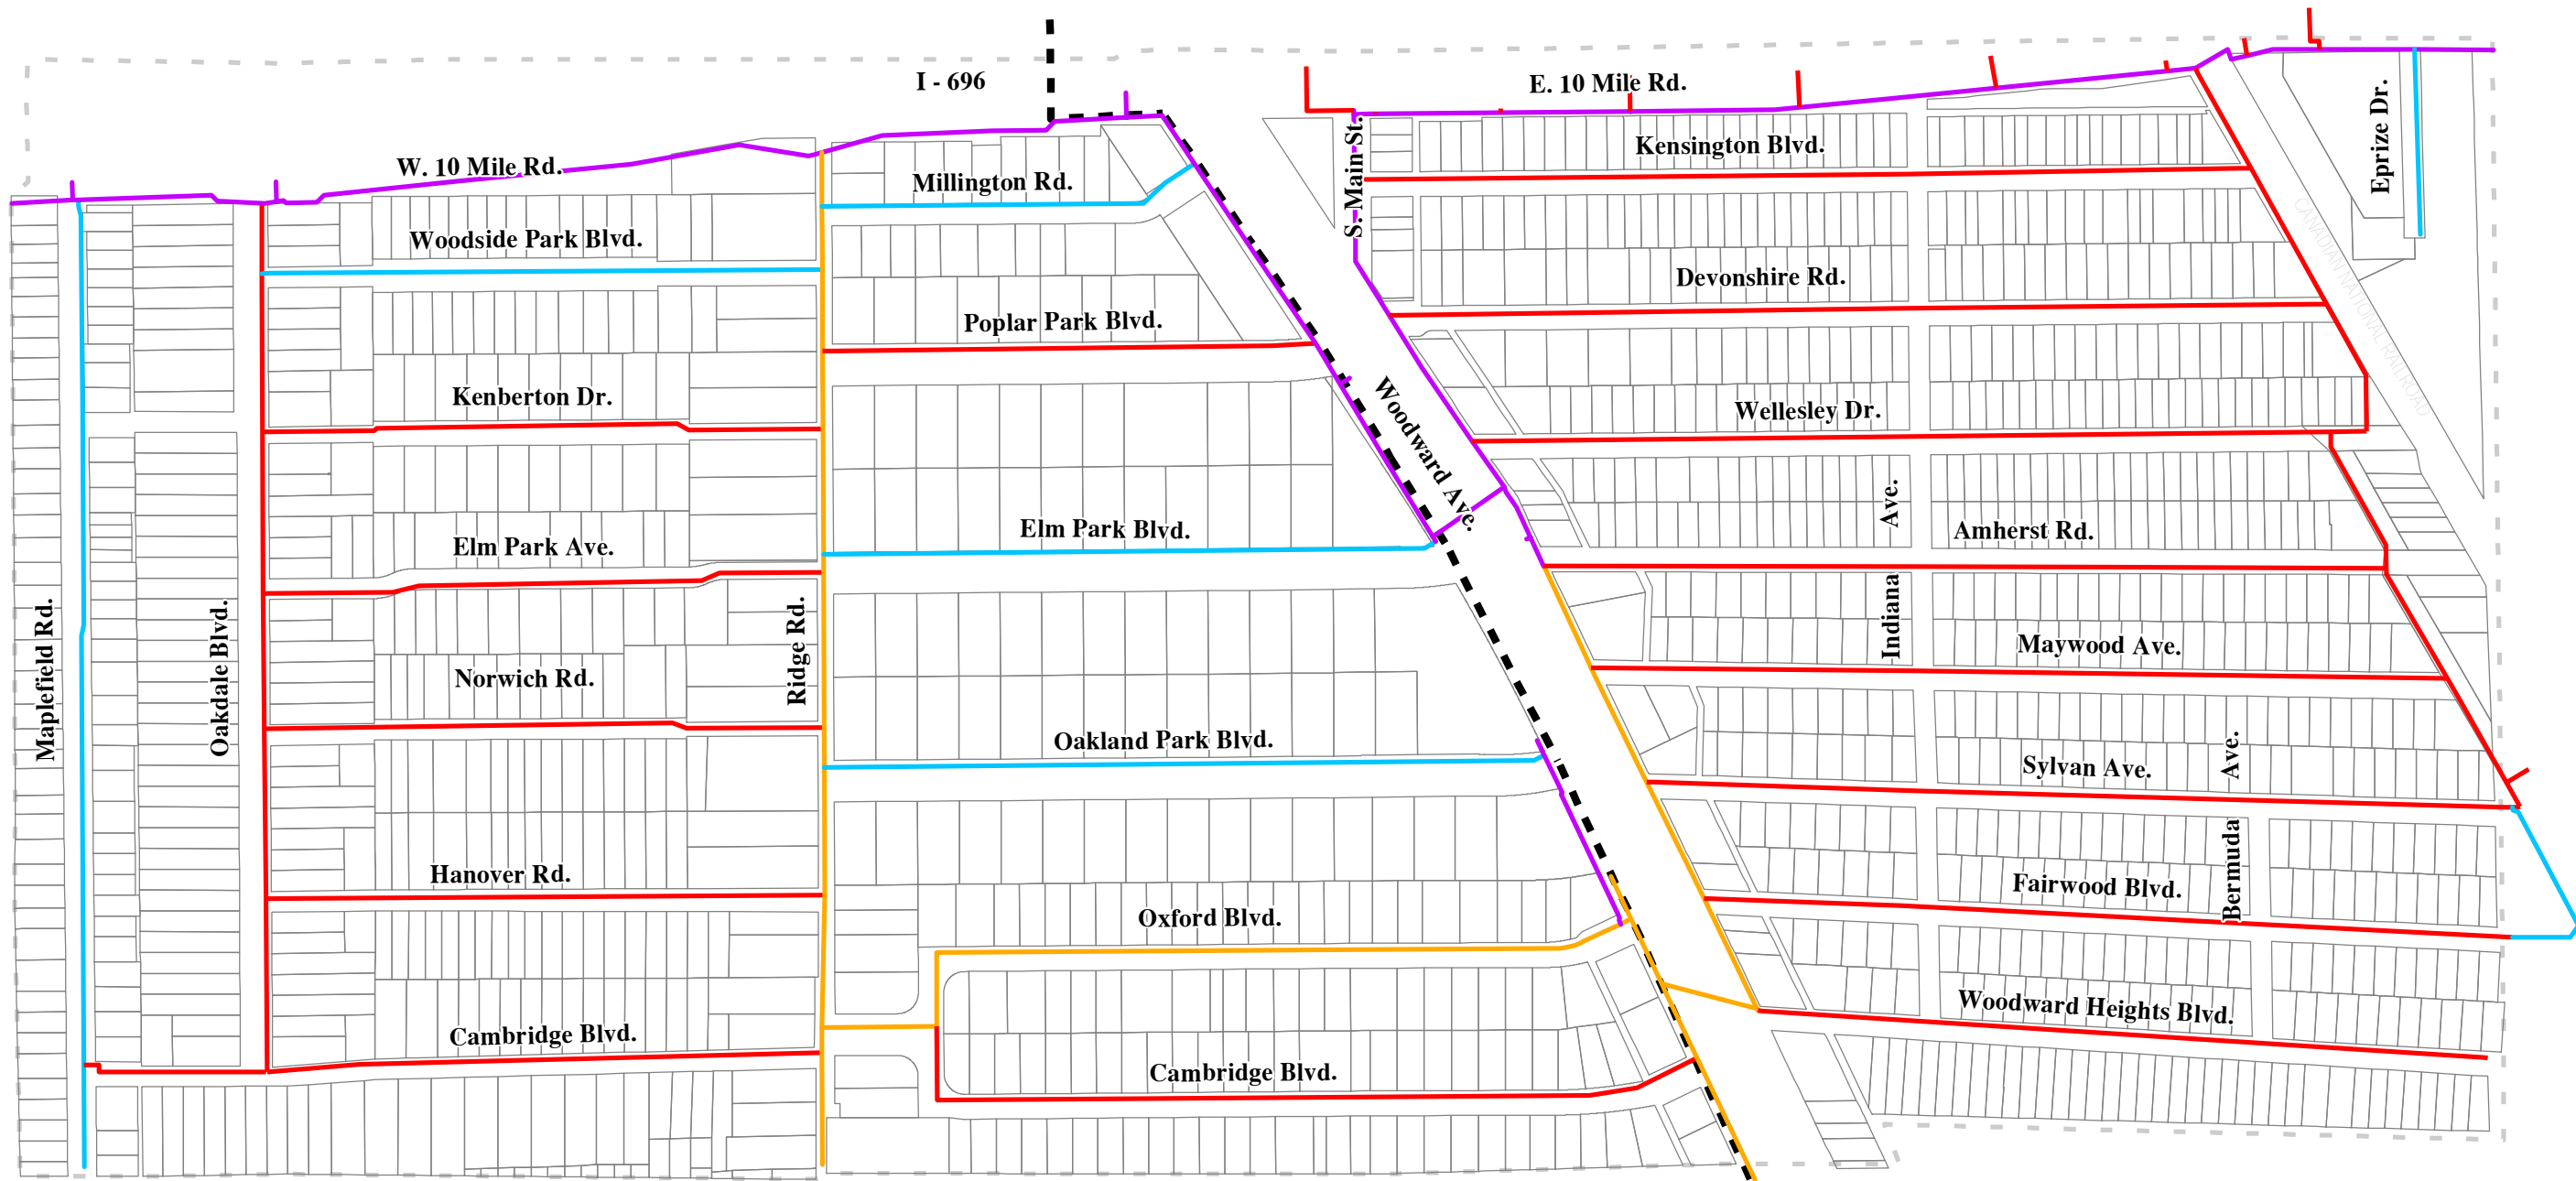 I - 696
E. 10 Mile Rd.
W. 10 Mile Rd.
Millington Rd.
Kensington Blvd.
S. Main St.
Eprize Dr.
Woodside Park Blvd.
Devonshire Rd.
CANADIAN NATIONAL RAILROAD
Poplar Park Blvd.
Kenberton Dr.
Wellesley Dr.
Woodward Ave.
Elm Park Ave.
Elm Park Blvd.
Indiana Ave.
Amherst Rd.
Maplefield Rd.
Oakdale Blvd.
Ridge Rd.
Norwich Rd.
Maywood Ave.
Oakland Park Blvd.
Sylvan Ave.
Bermuda Ave.
Hanover Rd.
Fairwood Blvd.
Oxford Blvd.
Cambridge Blvd.
Woodward Heights Blvd.
Cambridge Blvd.